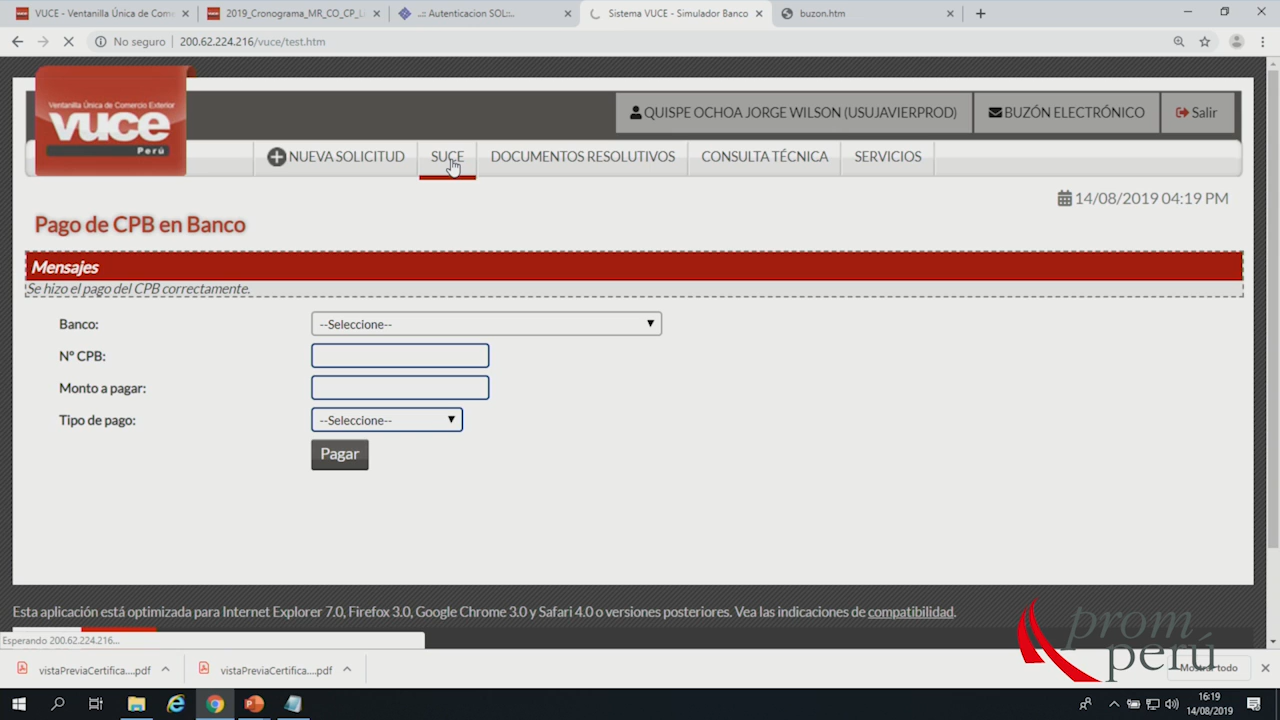 VUCE - Ventanilla Única de Come
2019_Cronograma_MR_CO_CP_L
..:: Autenticacion SOL::..
Sistema VUCE - Simulador Banco
buzon.htm
No seguro
200.62.224.216/vuce/test.htm
Ventanilla Única de Comercio Exterior
vuce
Perú
QUISPE OCHOA JORGE WILSON (USUJAVIERPROD)
BUZÓN ELECTRÓNICO
Salir
NUEVA SOLICITUD
SUCE
DOCUMENTOS RESOLUTIVOS
CONSULTA TÉCNICA
SERVICIOS
14/08/2019 04:19 PM
Pago de CPB en Banco
Mensajes
Se hizo el pago del CPB correctamente.
Banco:
--Seleccione--
N° CPB:
Monto a pagar:
Tipo de pago:
--Seleccione--
Pagar
Esta aplicación está optimizada para Internet Explorer 7.0, Firefox 3.0, Google Chrome 3.0 y Safari 4.0 o versiones posteriores. Vea las indicaciones de compatibilidad.
Esperando 200.62.224.216...
prom
perú
vistaPreviaCertifica....pdf
vistaPreviaCertifica....pdf
Mostrar todo
16:19
14/08/2019